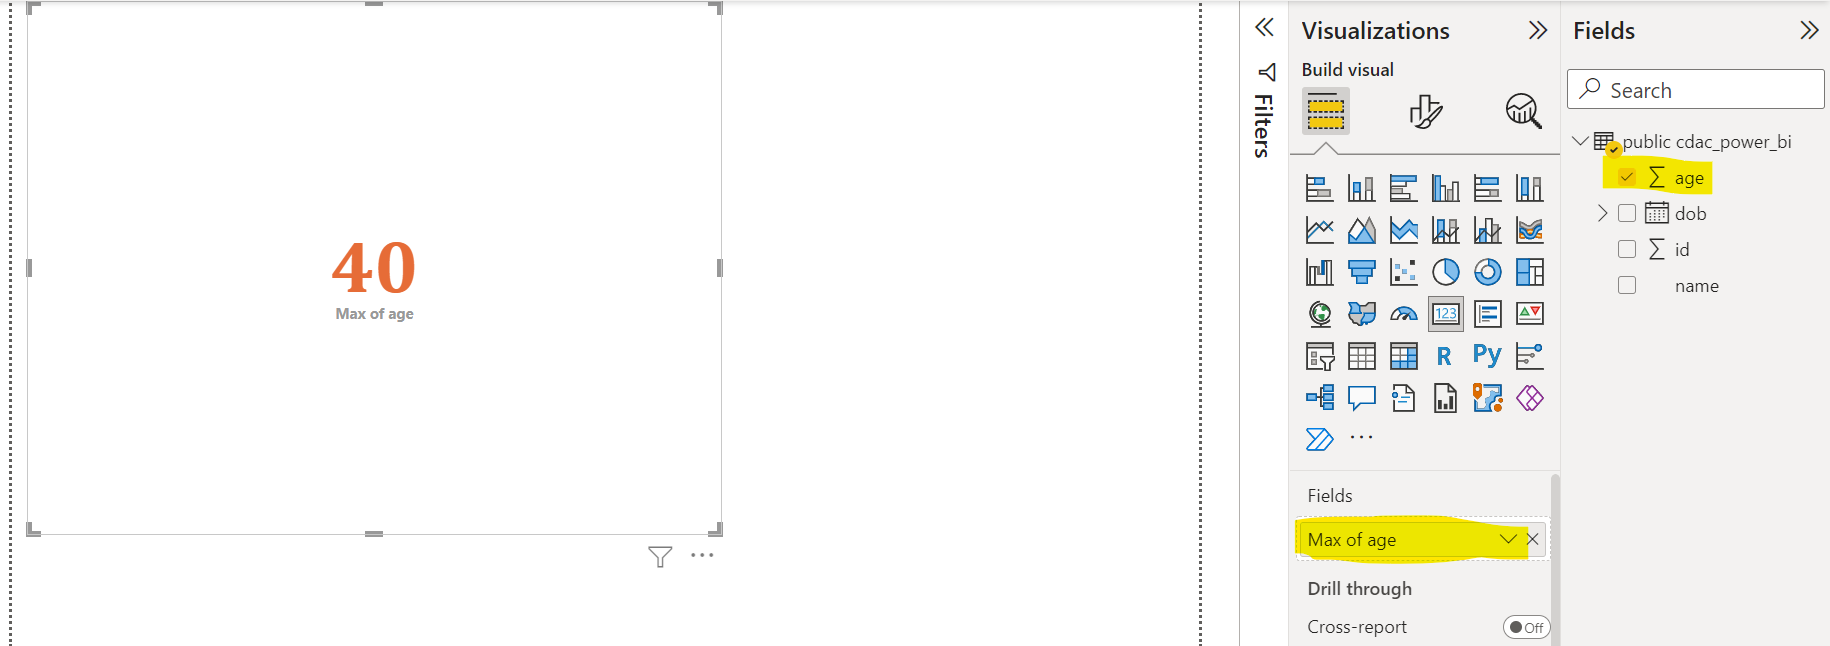 40
Max of age
Filters
Visualizations
Build visual
123
R
Py
Fields
Max of age
Drill through
Cross-report
Off
Fields
Search
public cdac_power_bi
age
dob
id
name